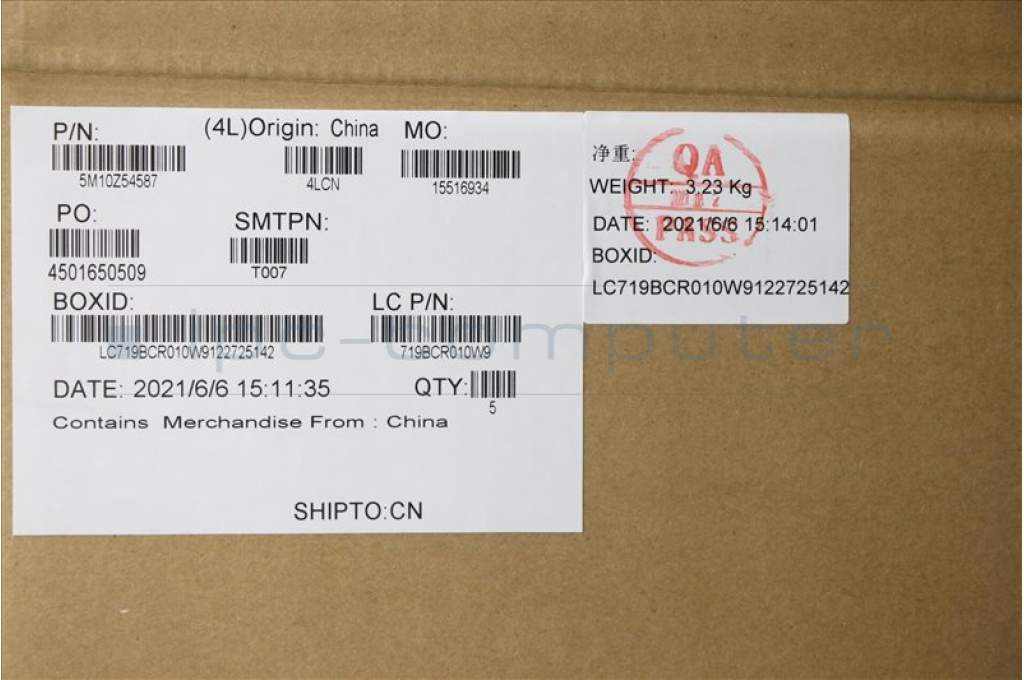 P/N: (4L)Origin: China MO:
5M10Z54587 4LCN 15516934
PO: SMTPN:
4501650509 T007
BOXID: LC P/N:
LC719BCR010W9122725142 719BCR010W9
DATE: 2021/6/6 15:11:35 QTY:
5
Contains Merchandise From : China
SHIPTO:CN
净重:
QA
WEIGHT: 3.23 Kg
DATE: 2021/6/6 15:14:01
PASS
BOXID:
LC719BCR010W9122725142
ipc-computer